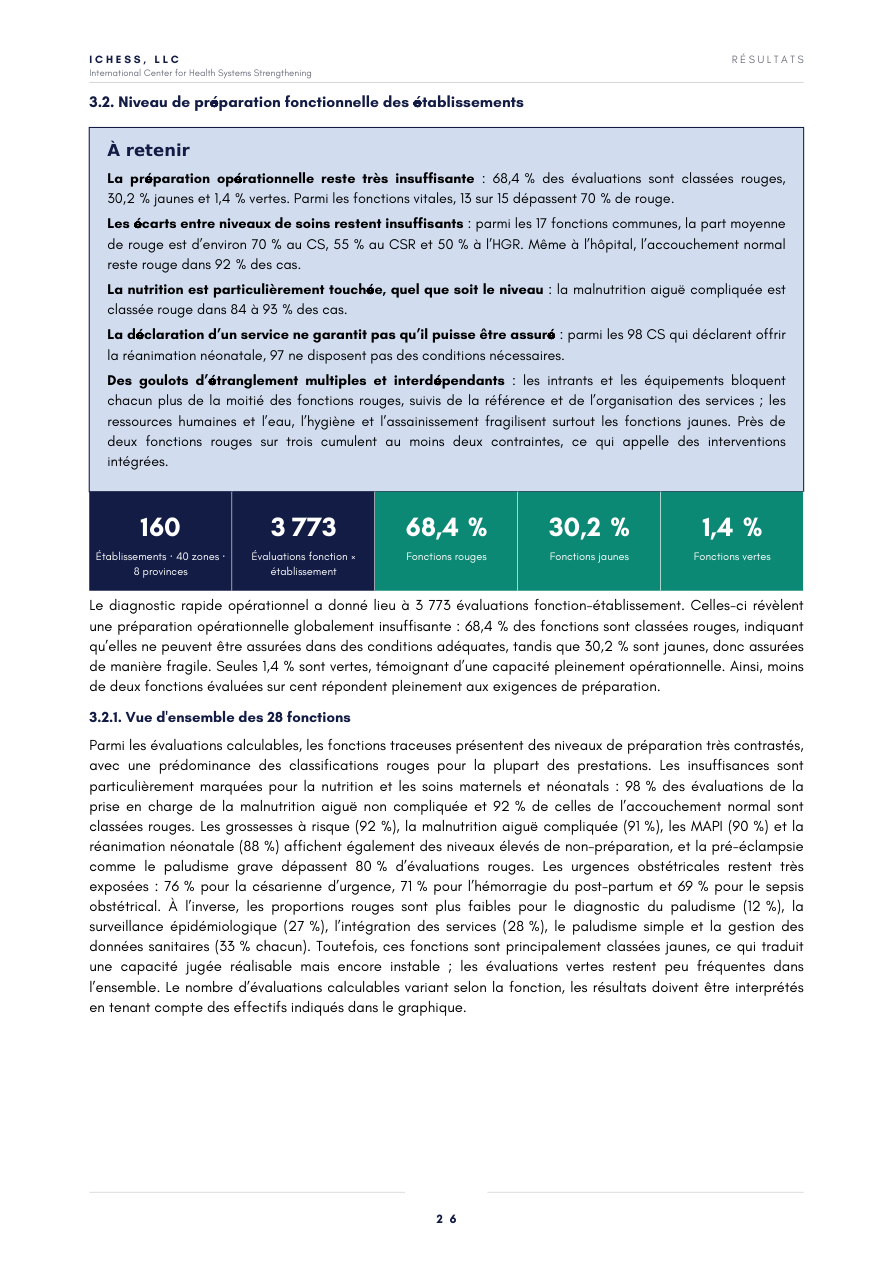 ICHESS, LLC
RÉSULTATS
International Center for Health Systems Strengthening
3.2. Niveau de préparation fonctionnelle des établissements
À retenir
La préparation opérationnelle reste très insuffisante : 68,4 % des évaluations sont classées rouges,
30,2 % jaunes et 1,4 % vertes. Parmi les fonctions vitales, 13 sur 15 dépassent 70 % de rouge.
Les écarts entre niveaux de soins restent insuffisants : parmi les 17 fonctions communes, la part moyenne
de rouge est d’environ 70 % au CS, 55 % au CSR et 50 % à l’HGR. Même à l’hôpital, l’accouchement normal
reste rouge dans 92 % des cas.
La nutrition est particulièrement touchée, quel que soit le niveau : la malnutrition aiguë compliquée est
classée rouge dans 84 à 93 % des cas.
La déclaration d’un service ne garantit pas qu’il puisse être assuré : parmi les 98 CS qui déclarent offrir
la réanimation néonatale, 97 ne disposent pas des conditions nécessaires.
Des goulots d’étranglement multiples et interdépendants : les intrants et les équipements bloquent
chacun plus de la moitié des fonctions rouges, suivis de la référence et de l’organisation des services ; les
ressources humaines et l’eau, l’hygiène et l’assainissement fragilisent surtout les fonctions jaunes. Près de
deux fonctions rouges sur trois cumulent au moins deux contraintes, ce qui appelle des interventions
intégrées.
160
Établissements · 40 zones ·
8 provinces
3 773
Évaluations fonction ×
établissement
68,4 %
Fonctions rouges
30,2 %
Fonctions jaunes
1,4 %
Fonctions vertes
Le diagnostic rapide opérationnel a donné lieu à 3 773 évaluations fonction-établissement. Celles-ci révèlent
une préparation opérationnelle globalement insuffisante : 68,4 % des fonctions sont classées rouges, indiquant
qu’elles ne peuvent être assurées dans des conditions adéquates, tandis que 30,2 % sont jaunes, donc assurées
de manière fragile. Seules 1,4 % sont vertes, témoignant d’une capacité pleinement opérationnelle. Ainsi, moins
de deux fonctions évaluées sur cent répondent pleinement aux exigences de préparation.
3.2.1. Vue d'ensemble des 28 fonctions
Parmi les évaluations calculables, les fonctions traceuses présentent des niveaux de préparation très contrastés,
avec une prédominance des classifications rouges pour la plupart des prestations. Les insuffisances sont
particulièrement marquées pour la nutrition et les soins maternels et néonatals : 98 % des évaluations de la
prise en charge de la malnutrition aiguë non compliquée et 92 % de celles de l’accouchement normal sont
classées rouges. Les grossesses à risque (92 %), la malnutrition aiguë compliquée (91 %), les MAPI (90 %) et la
réanimation néonatale (88 %) affichent également des niveaux élevés de non-préparation, et la pré-éclampsie
comme le paludisme grave dépassent 80 % d’évaluations rouges. Les urgences obstétricales restent très
exposées : 76 % pour la césarienne d’urgence, 71 % pour l’hémorragie du post-partum et 69 % pour le sepsis
obstétrical. À l’inverse, les proportions rouges sont plus faibles pour le diagnostic du paludisme (12 %), la
surveillance épidémiologique (27 %), l’intégration des services (28 %), le paludisme simple et la gestion des
données sanitaires (33 % chacun). Toutefois, ces fonctions sont principalement classées jaunes, ce qui traduit
une capacité jugée réalisable mais encore instable ; les évaluations vertes restent peu fréquentes dans
l’ensemble. Le nombre d’évaluations calculables variant selon la fonction, les résultats doivent être interprétés
en tenant compte des effectifs indiqués dans le graphique.
26